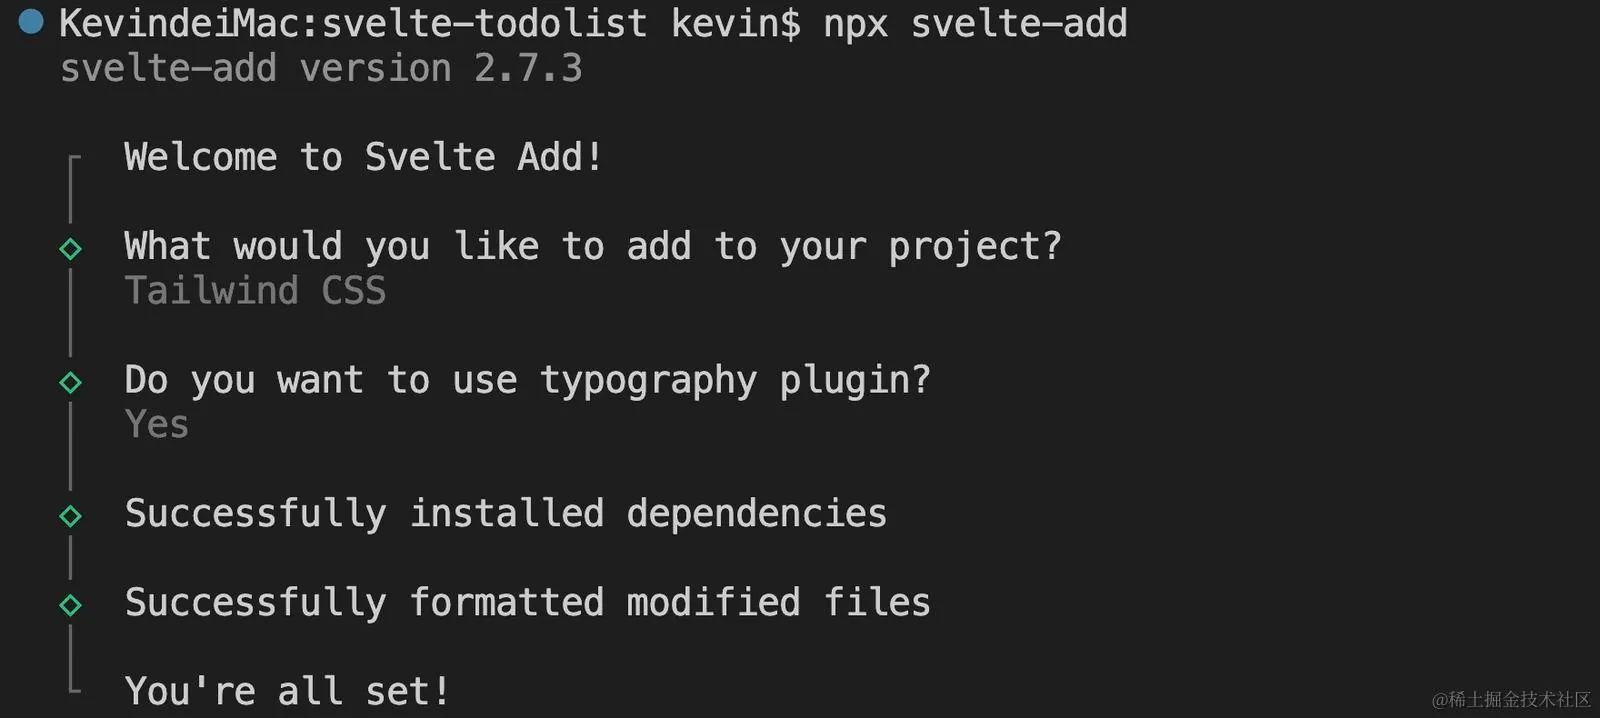 KevindeiMac:svelte-todolist kevin$ npx svelte-add
svelte-add version 2.7.3
Welcome to Svelte Add!
What would you like to add to your project?
Tailwind CSS
Do you want to use typography plugin?
Yes
Successfully installed dependencies
Successfully formatted modified files
You're all set!
@稀土掘金技术社区